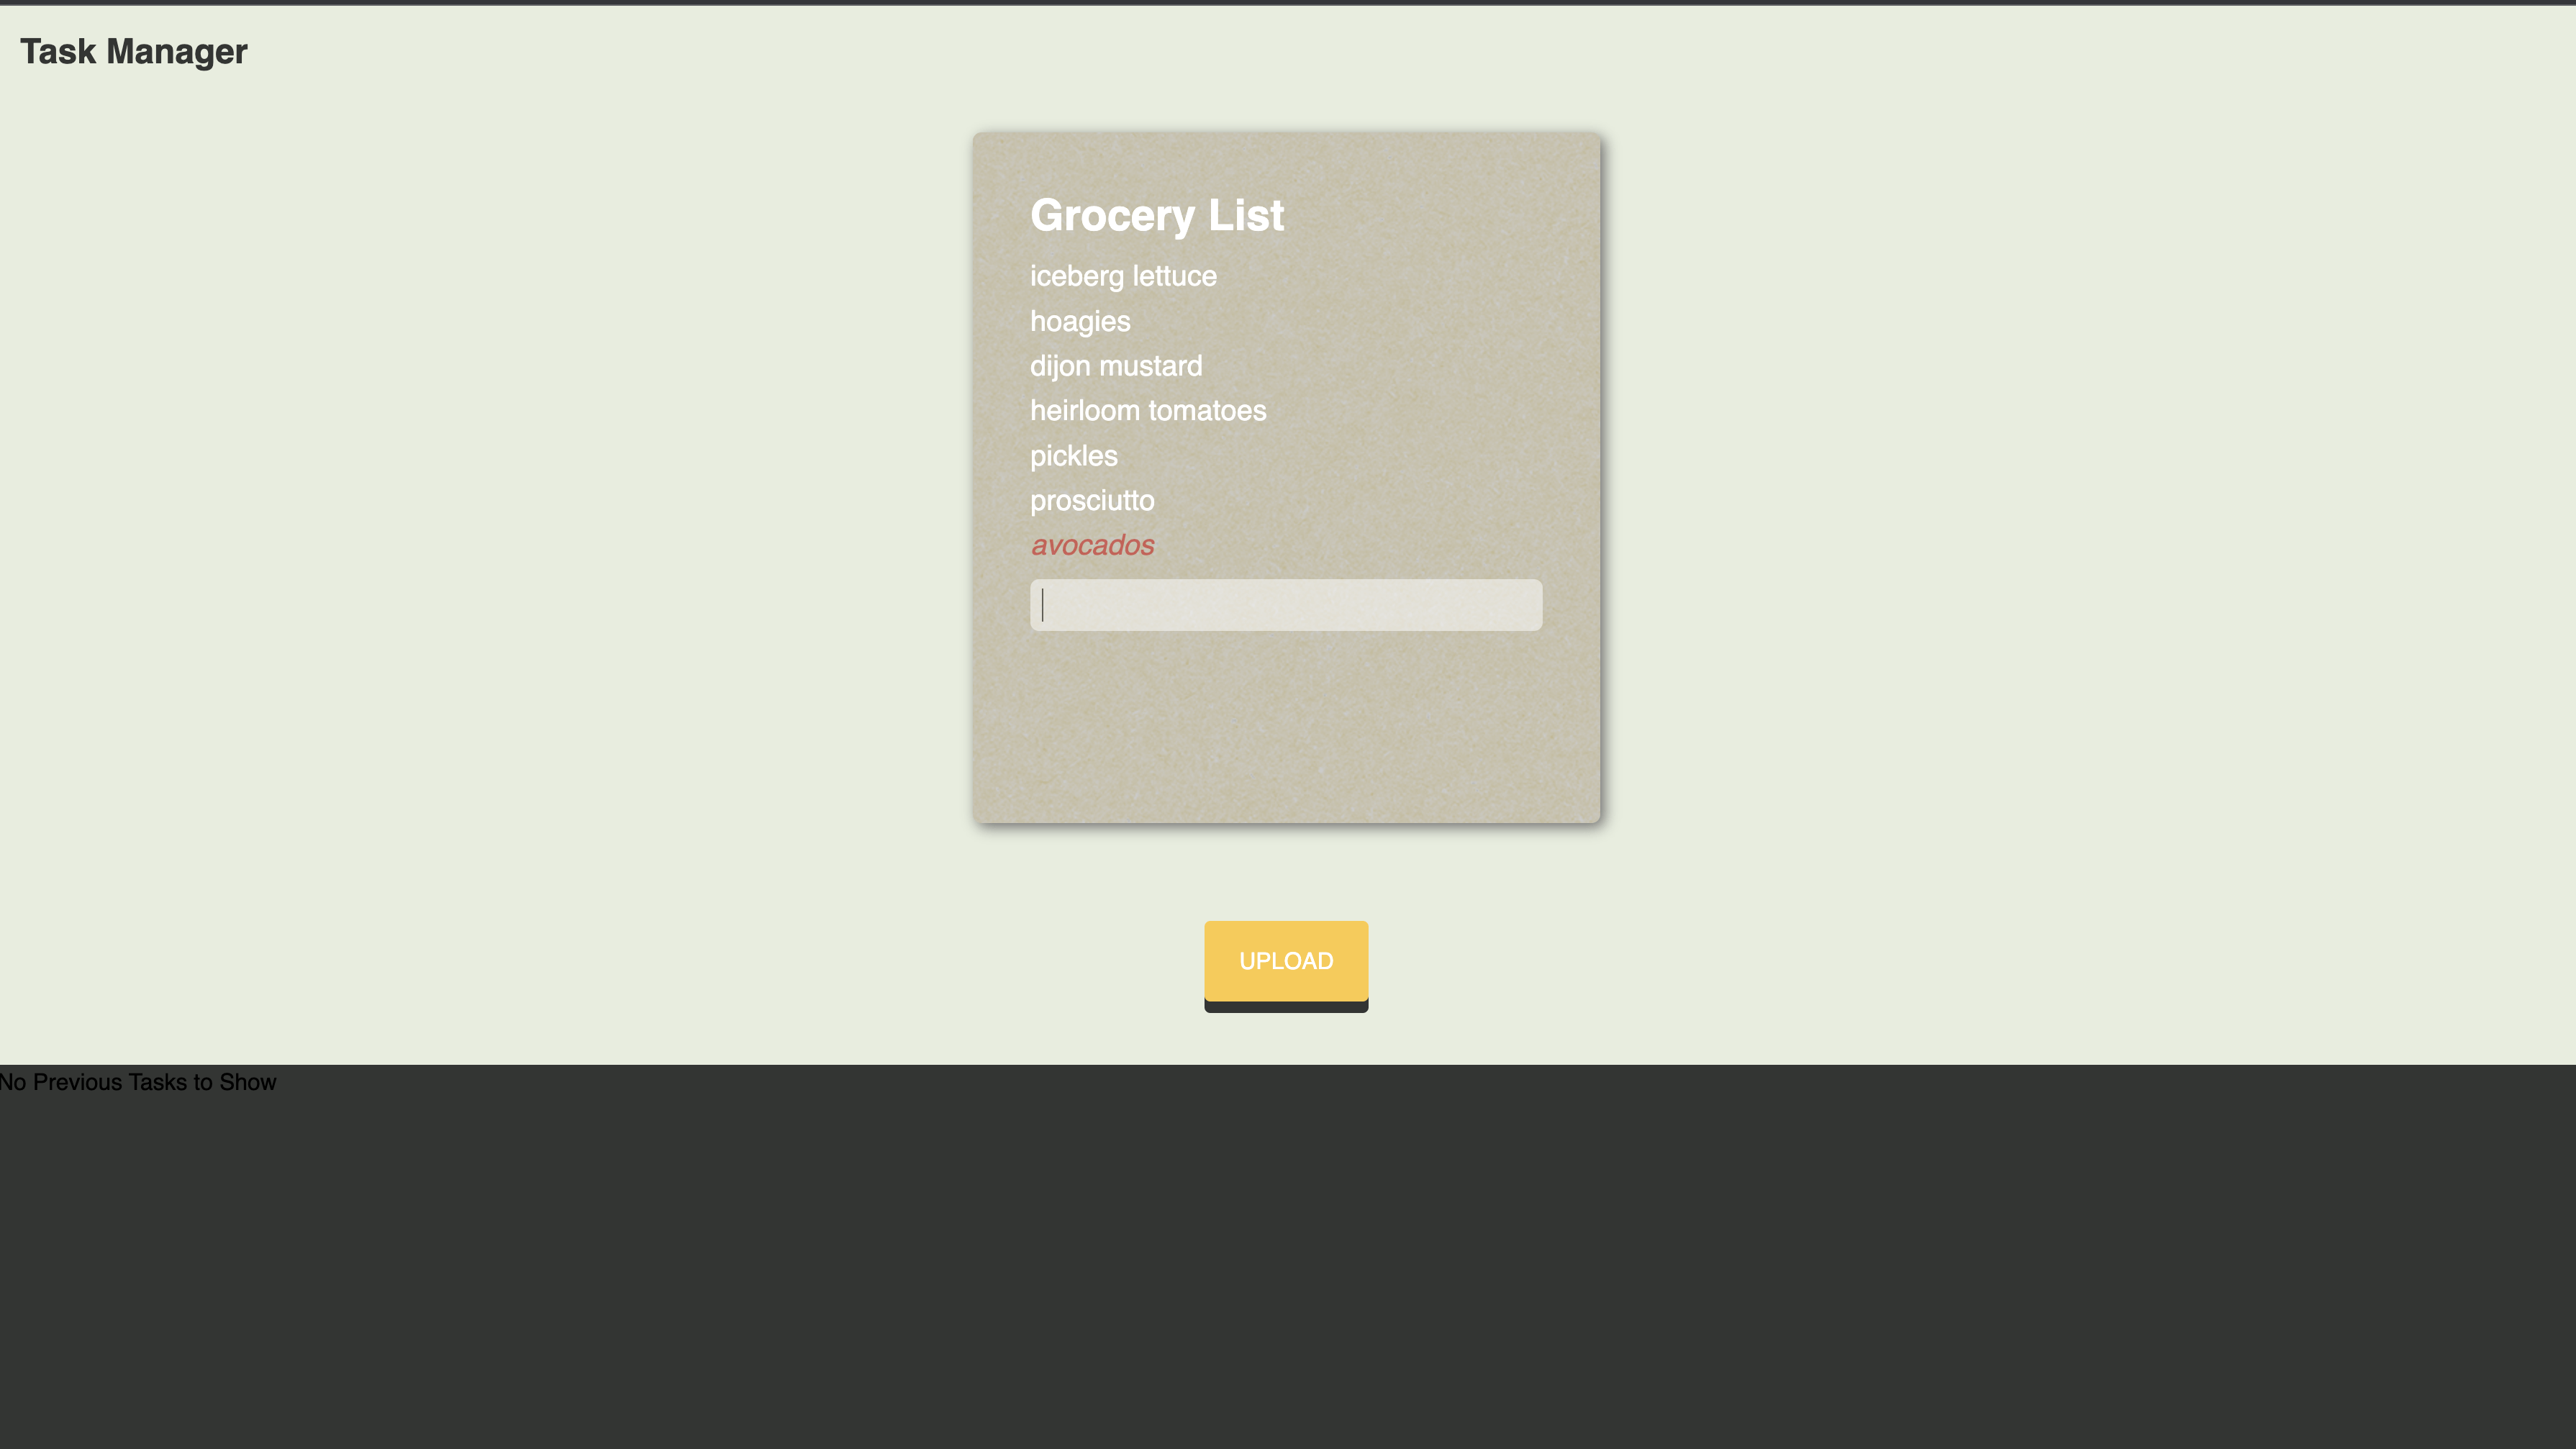 Task Manager
Grocery List
iceberg lettuce
hoagies
dijon mustard
heirloom tomatoes
pickles
prosciutto
avocados
UPLOAD
No Previous Tasks to Show